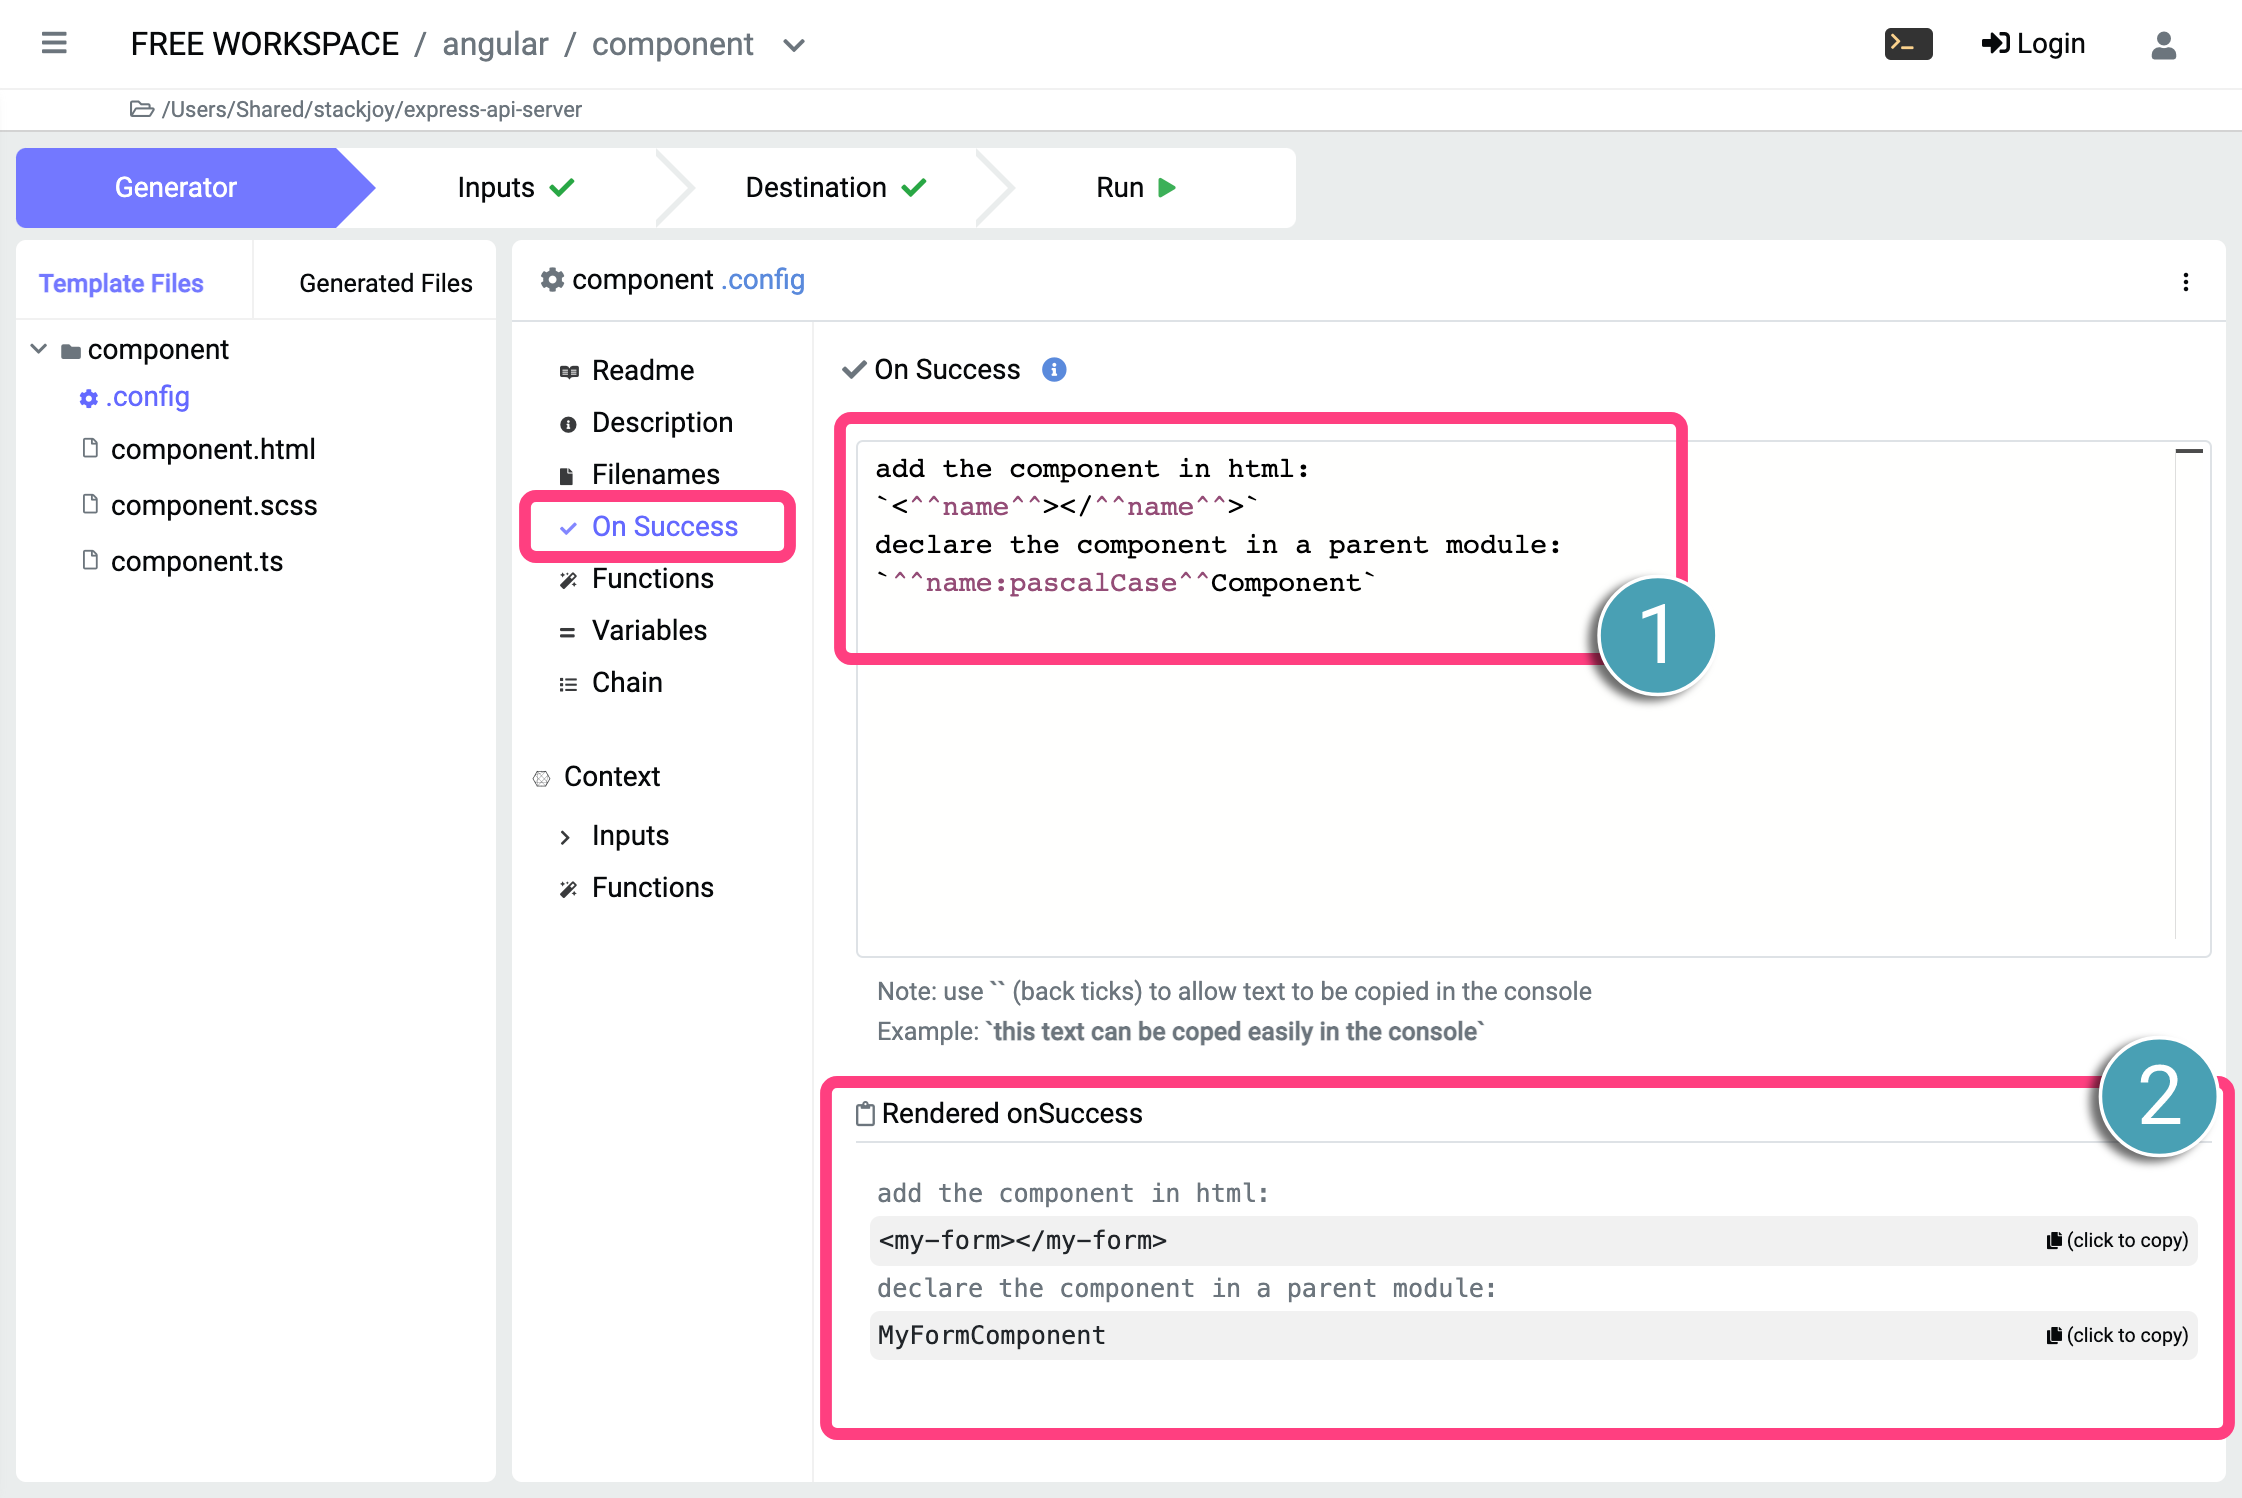 FREE WORKSPACE / angular / component
Login
/Users/Shared/stackjoy/express-api-server
Generator
Inputs
Destination
Run
Template Files
Generated Files
component
.config
component.html
component.scss
component.ts
component .config
Readme
Description
Filenames
On Success
Functions
Variables
Chain
Context
Inputs
Functions
On Success
add the component in html:
`<^^name^^></^^name^^>`
declare the component in a parent module:
`^^name:pascalCase^^Component`
1
Note: use `` (back ticks) to allow text to be copied in the console
Example: `this text can be coped easily in the console`
2
Rendered onSuccess
add the component in html:
<my-form></my-form>
(click to copy)
declare the component in a parent module:
MyFormComponent
(click to copy)